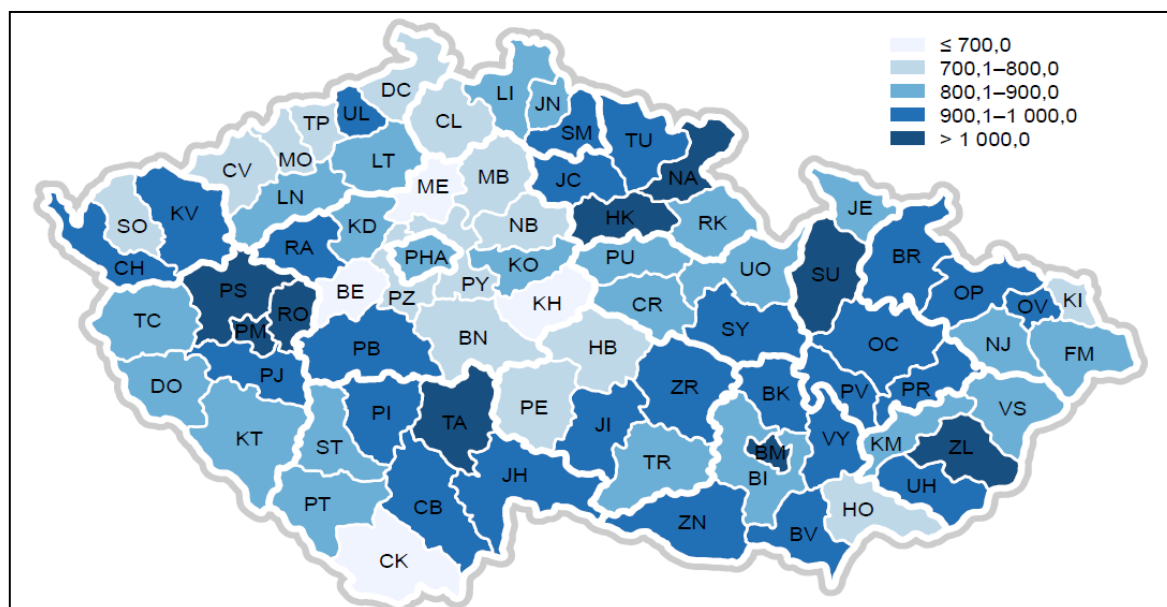 ≤ 700,0
700,1–800,0
800,1–900,0
900,1–1 000,0
> 1 000,0
DC
LI
JN
UL
TP
CL
SM
TU
MO
LT
CV
ME
MB
JC
NA
LN
HK
SO
KV
KD
NB
RK
JE
RA
PHA
KO
PU
UO
BR
CH
SU
PS
BE
PZ
PY
KH
OP
OV
KI
RO
CR
TC
PM
SY
BN
HB
OC
NJ
FM
PB
PJ
DO
ZR
PV
PR
BK
VS
PE
PI
TA
JI
KT
ST
VY
KM
ZL
BM
TR
BI
JH
UH
PT
CB
HO
ZN
BV
CK